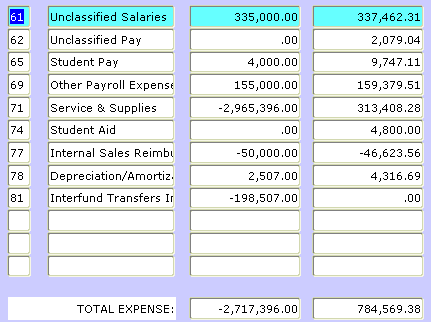 61 Unclassified Salaries 335,000.00 337,462.31
62 Unclassified Pay .00 2,079.04
65 Student Pay 4,000.00 9,747.11
69 Other Payroll Expense 155,000.00 159,379.51
71 Service & Supplies -2,965,396.00 313,408.28
74 Student Aid .00 4,800.00
77 Internal Sales Reimbu -50,000.00 -46,623.56
78 Depreciation/Amortiza 2,507.00 4,316.69
81 Interfund Transfers In -198,507.00 .00
TOTAL EXPENSE: -2,717,396.00 784,569.38